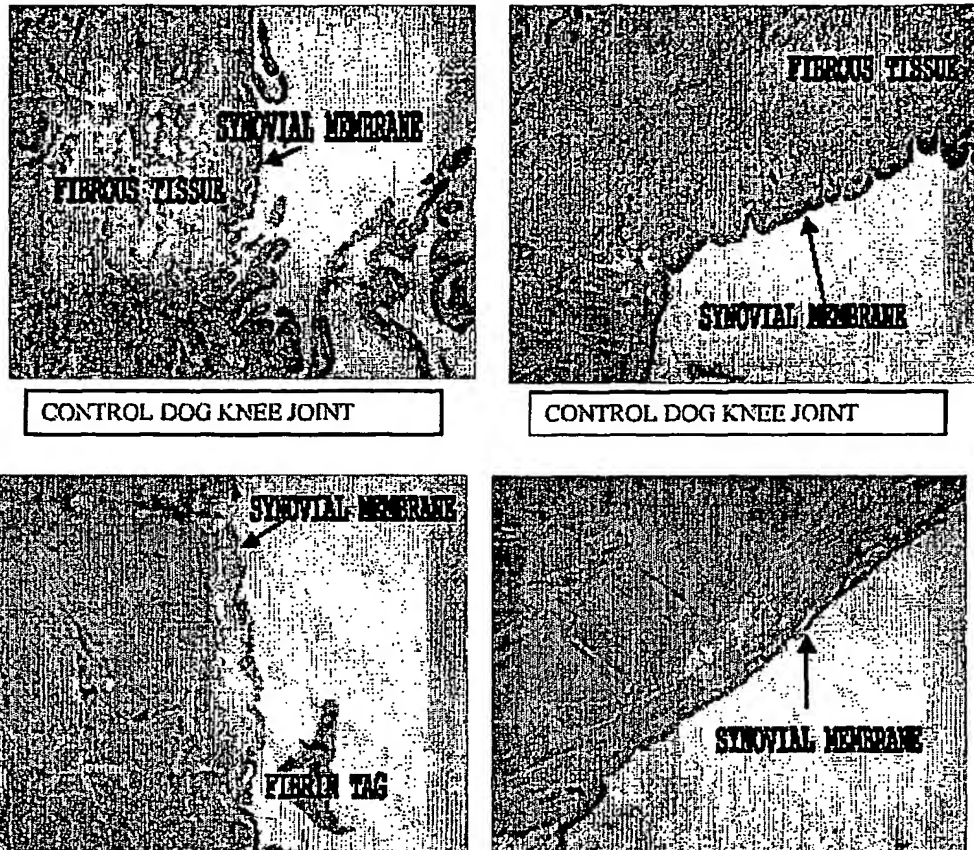 FIBROUS TISSUE
SYNOVIAL MEMBRANE
FIBROUS TISSUE
SYNOVIAL MEMBRANE
CONTROL DOG KNEE JOINT
CONTROL DOG KNEE JOINT
SYNOVIAL MEMBRANE
FIBRIN TAG
SYNOVIAL MEMBRANE